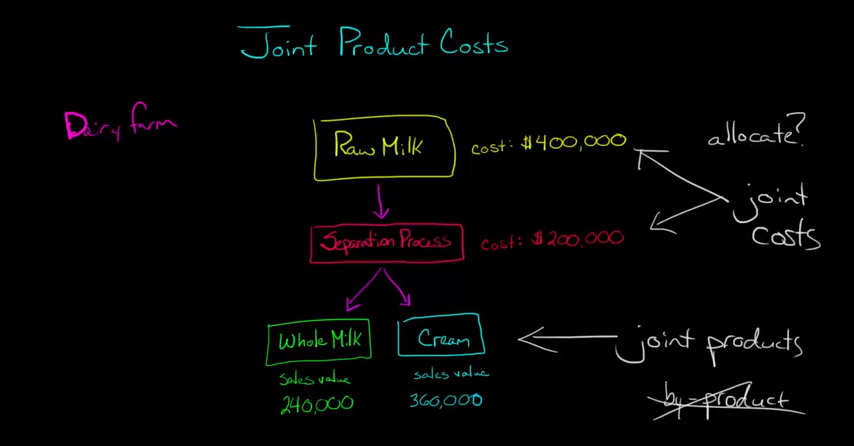 Joint Product Costs
Dairy farm
Raw Milk
cost: $400,000
allocate?
joint
costs
Separation Process
cost: $200,000
Whole Milk
Cream
joint products
sales value
240,000
sales value
360,000
by-product